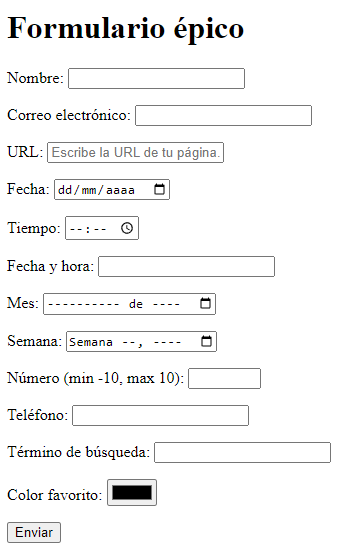 Formulario épico
Nombre:
Correo electrónico:
URL: Escribe la URL de tu página.
Fecha: dd/mm/aaaa
Tiempo: --:--
Fecha y hora:
Mes: ---------- de ----
Semana: Semana --, ----
Número (min -10, max 10):
Teléfono:
Término de búsqueda:
Color favorito:
Enviar